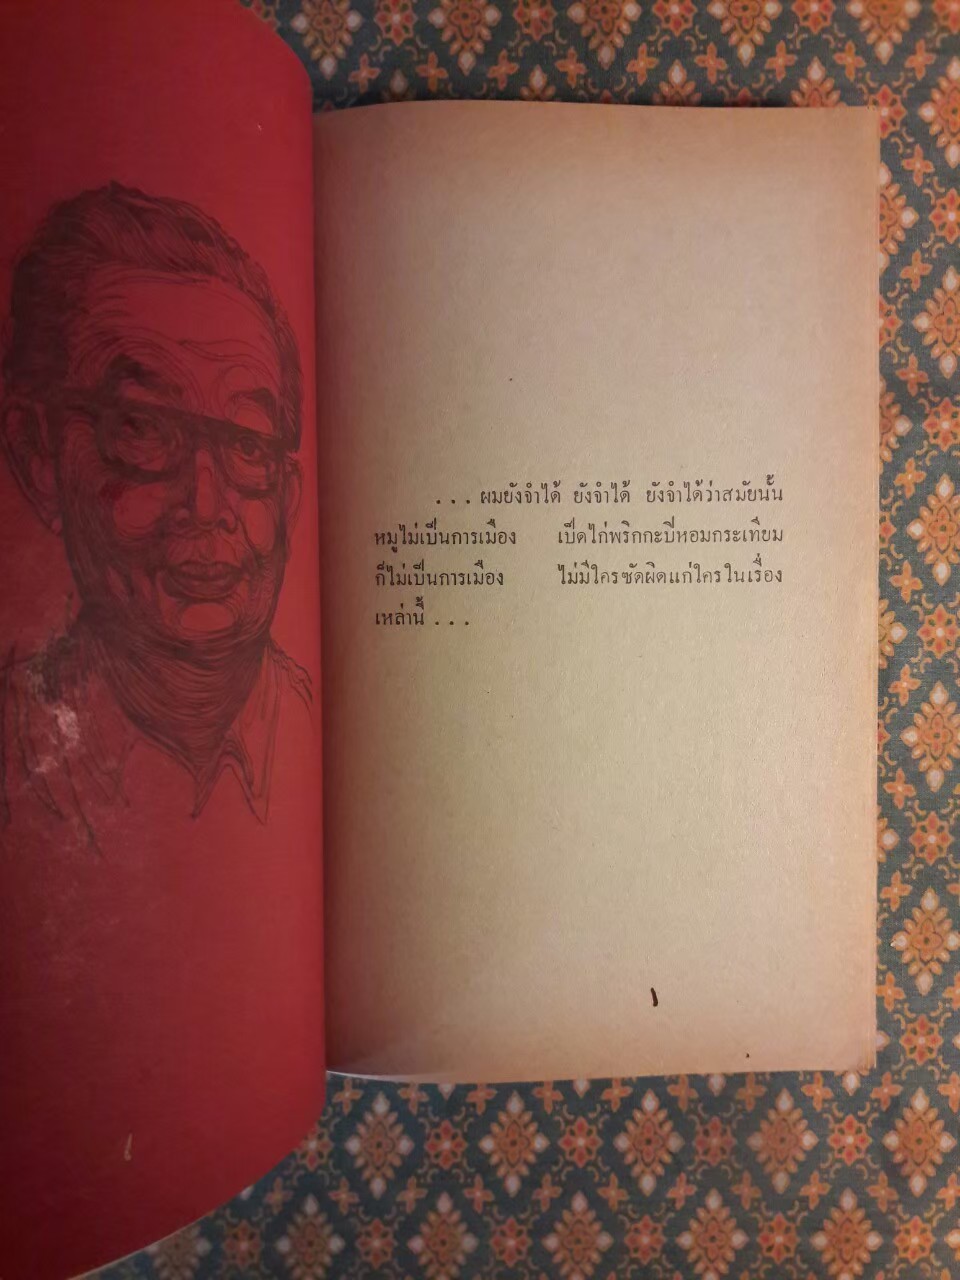 ... ผมยังจำได้ ยังจำได้ ยังจำได้ว่าสมัยนั้น
หมูไม่เป็นการเมือง เป็ดไก่พริกกะปิหอมกระเทียม
ก็ไม่เป็นการเมือง ไม่มีใครซัดผิดแก่ใครในเรื่อง
เหล่านี้ ...